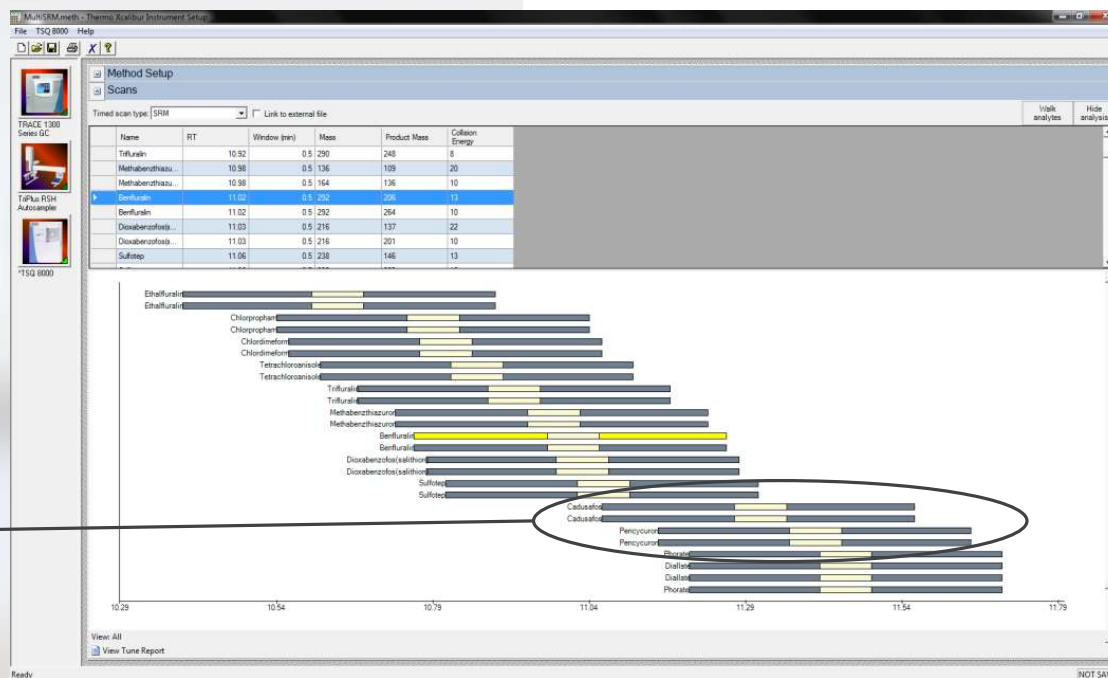 MultiSRM.meth - Thermo Xcalibur Instrument Setup
File TSQ 8000 Help
TRACE 1300
Series GC
TriPlus RSH
Autosampler
*TSQ 8000
Method Setup
Scans
Timed scan type: SRM Link to external file
Walk analytes
Hide analysis
Name RT Window (min) Mass Product Mass Collision Energy
Trifluralin 10.92 0.5 290 248 8
Methabenzthiazu... 10.98 0.5 136 109 20
Methabenzthiazu... 10.98 0.5 164 136 10
Benfluralin 11.02 0.5 292 206 13
Benfluralin 11.02 0.5 292 264 10
Dioxabenzofos(s... 11.03 0.5 216 137 22
Dioxabenzofos(s... 11.03 0.5 216 201 10
Sulfotep 11.06 0.5 238 146 13
Ethalfluralin
Ethalfluralin
Chlorpropham
Chlorpropham
Chlordimeform
Chlordimeform
Tetrachloroanisole
Tetrachloroanisole
Trifluralin
Trifluralin
Methabenzthiazuron
Methabenzthiazuron
Benfluralin
Benfluralin
Dioxabenzofos(salithion)
Dioxabenzofos(salithion)
Sulfotep
Sulfotep
Cadusafos
Cadusafos
Pencycuron
Pencycuron
Phorate
Diallate
Diallate
Phorate
10.29 10.54 10.79 11.04 11.29 11.54 11.79
View: All
View Tune Report
Ready
NOT SA